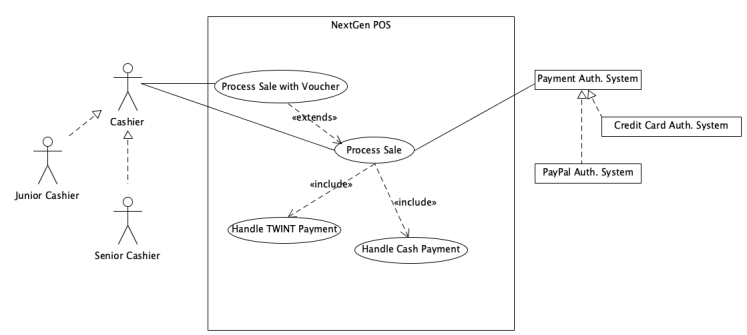 NextGen POS
Payment Auth. System
Process Sale with Voucher
Cashier
«extends»
Credit Card Auth. System
Process Sale
PayPal Auth. System
Junior Cashier
«include»
«include»
Handle TWINT Payment
Handle Cash Payment
Senior Cashier